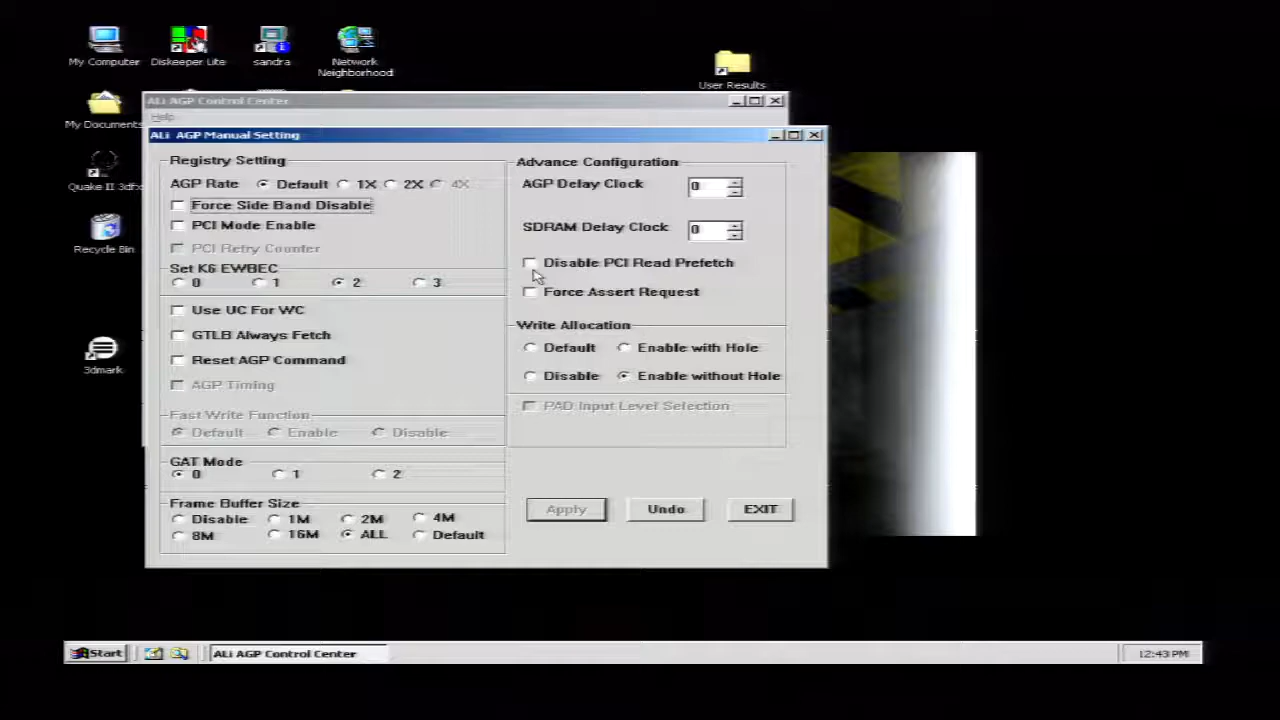 My Computer
Diskeeper Lite
sandra
Network
Neighborhood
User Results
My Documents
Quake II 3dfx
Recycle Bin
3dmark
ALi AGP Control Center
Help
ALi AGP Manual Setting
Registry Setting
AGP Rate Default 1X 2X 4X
Force Side Band Disable
PCI Mode Enable
PCI Retry Counter
Set K6 EWBEC
0 1 2 3
Use UC For WC
GTLB Always Fetch
Reset AGP Command
AGP Timing
Fast Write Function
Default Enable Disable
GAT Mode
0 1 2
Frame Buffer Size
Disable 1M 2M 4M
8M 16M ALL Default
Advance Configuration
AGP Delay Clock 0
SDRAM Delay Clock 0
Disable PCI Read Prefetch
Force Assert Request
Write Allocation
Default Enable with Hole
Disable Enable without Hole
PAD Input Level Selection
Apply Undo EXIT
Start
ALi AGP Control Center
12:43 PM